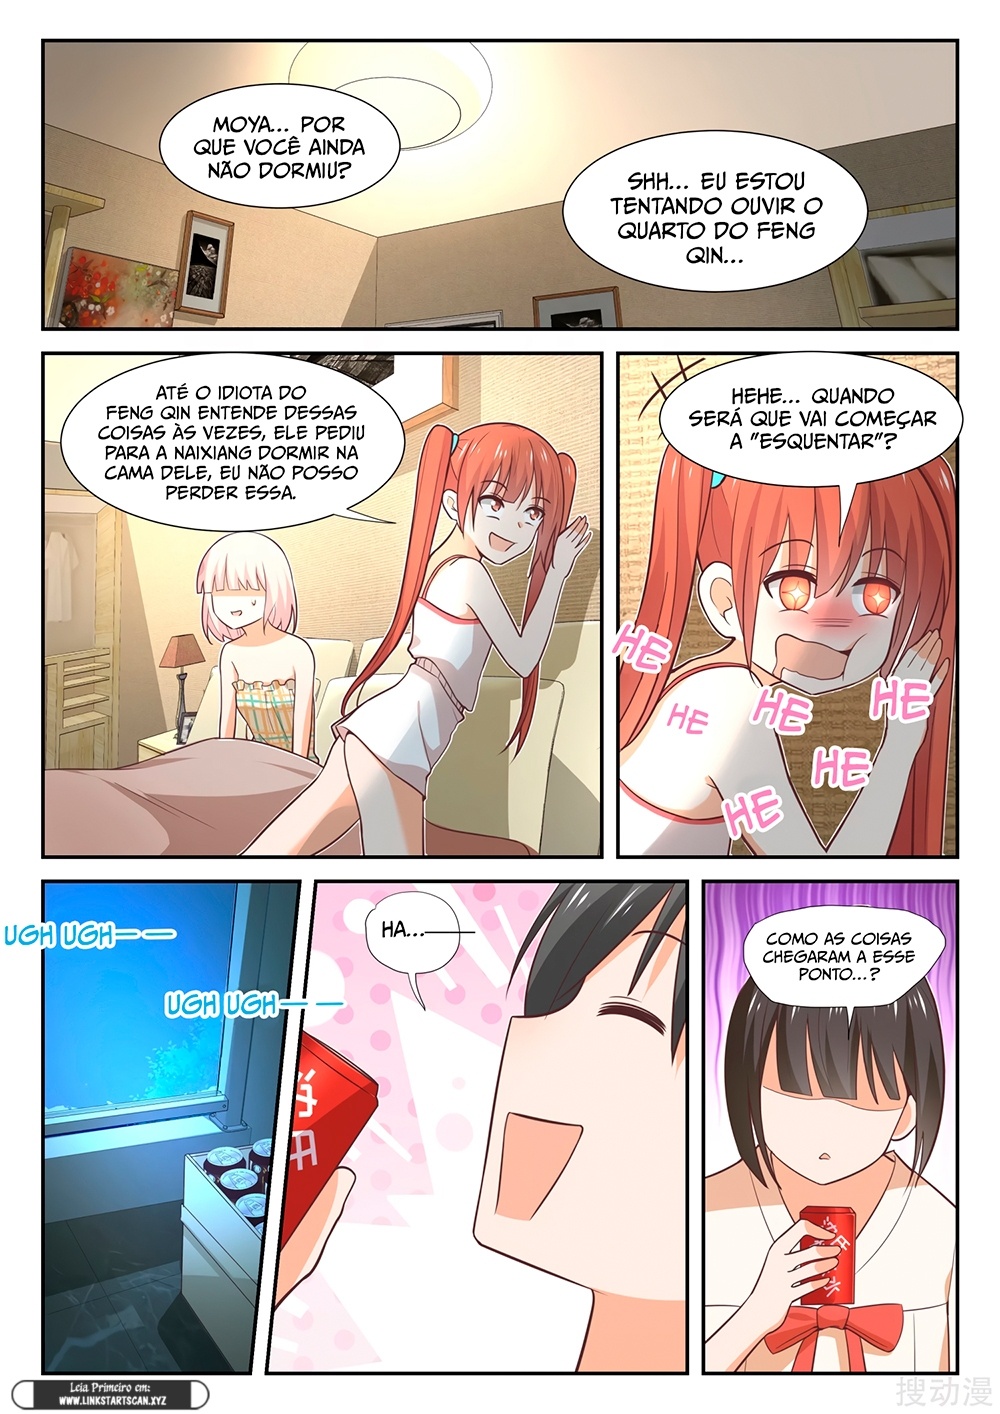 MOYA... POR
QUE VOCÊ AINDA
NÃO DORMIU?
SHH... EU ESTOU
TENTANDO OUVIR O
QUARTO DO FENG
QIN...
ATÉ O IDIOTA DO
FENG QIN ENTENDE DESSAS
COISAS ÀS VEZES, ELE PEDIU
PARA A NAIXIANG DORMIR NA
CAMA DELE, EU NÃO POSSO
PERDER ESSA.
HEHE... QUANDO
SERÁ QUE VAI COMEÇAR
A "ESQUENTAR"?
HE
HE
HE
HE
HE
HE
UGH UGH——
UGH UGH——
HA...——
COMO AS COISAS
CHEGARAM A ESSE
PONTO...?
Leia Primeiro em:
WWW.LINKSTARTSCAN.XYZ
搜动漫